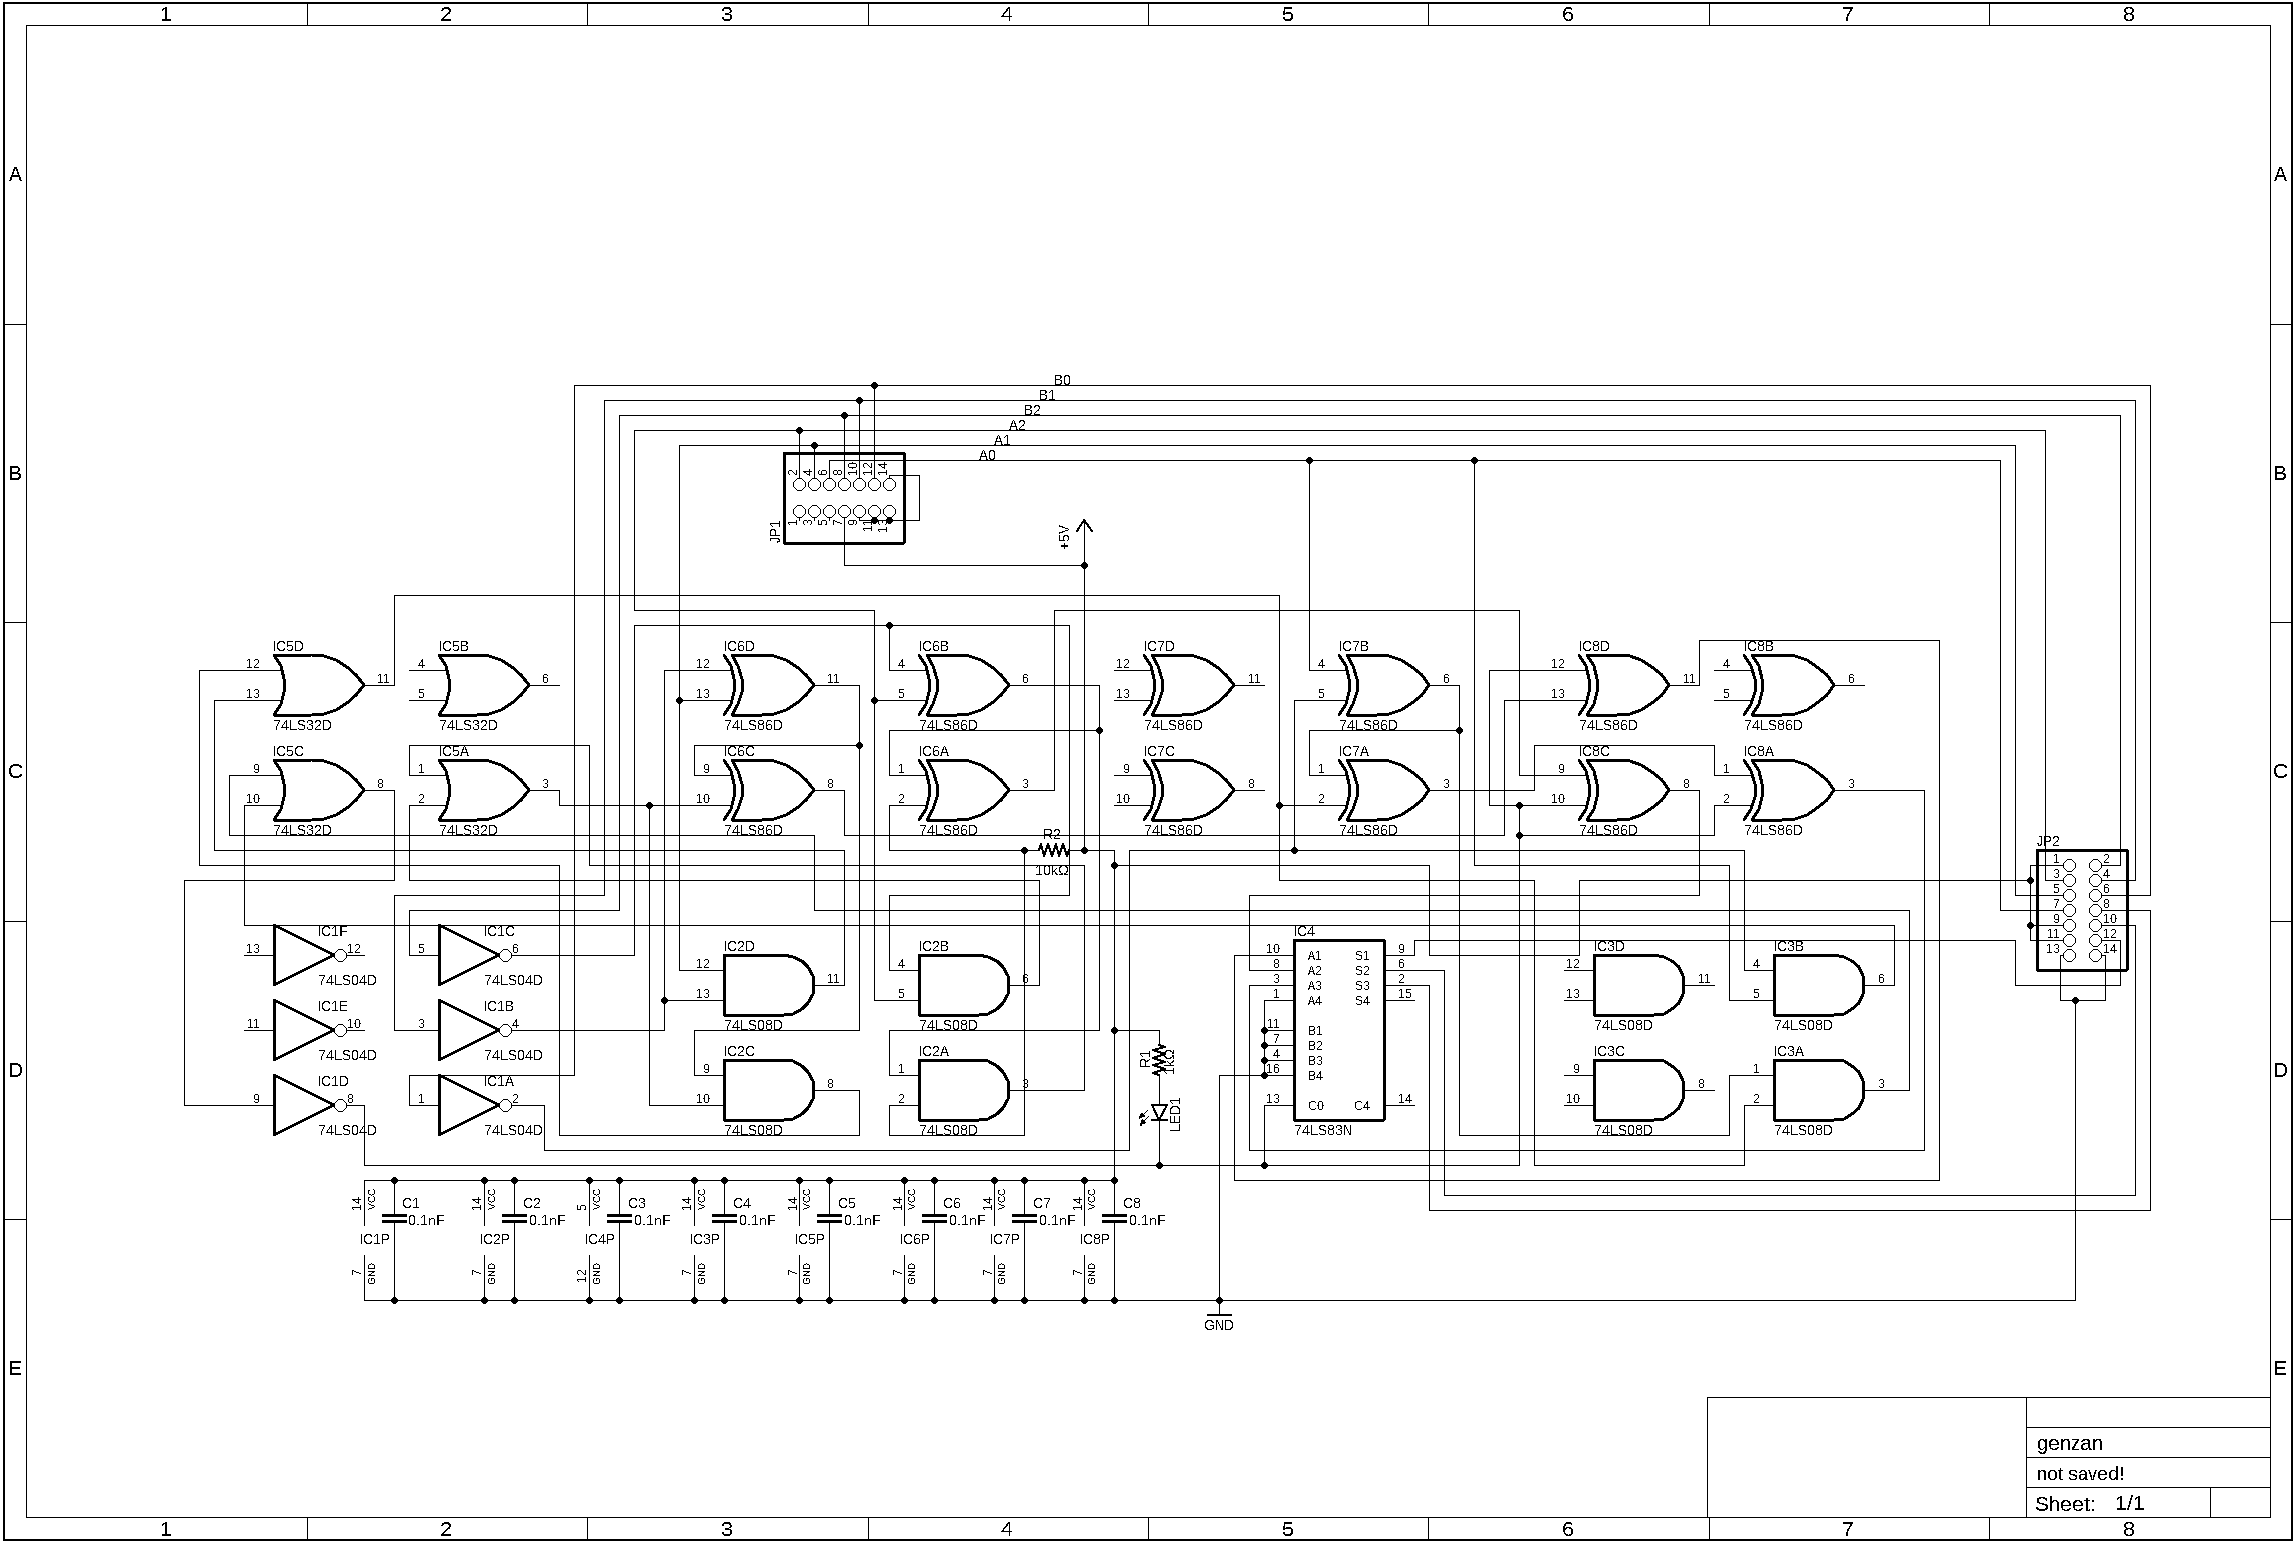 1 2 3 4 5 6 7 8
A A
B0
B1
B2
A2
A1
A0
B B
2 4 6 8 10 12 14
1 3 5 7 9 11 13
JP1
+5V
IC5D IC5B IC6D IC6B IC7D IC7B IC8D IC8B
12 4 12 4 12 4 12 4
11 6 11 6 11 6 11 6
13 5 13 5 13 5 13 5
74LS32D 74LS32D 74LS86D 74LS86D 74LS86D 74LS86D 74LS86D 74LS86D
IC5C IC5A IC6C IC6A IC7C IC7A IC8C IC8A
C C
9 1 9 1 9 1 9 1
8 3 8 3 8 3 8 3
10 2 10 2 10 2 10 2
74LS32D 74LS32D 74LS86D 74LS86D 74LS86D 74LS86D 74LS86D 74LS86D
R2
10kΩ
JP2
1 2
3 4
5 6
7 8
9 10
11 12
13 14
IC1F IC1C
13 12 5 6
74LS04D 74LS04D
IC1E IC1B
11 10 3 4
74LS04D 74LS04D
IC1D IC1A
9 8 1 2
74LS04D 74LS04D
IC2D IC2B
12 4
11 6
13 5
74LS08D 74LS08D
IC2C IC2A
9 1
8 3
10 2
74LS08D 74LS08D
R1
1kΩ
LED1
IC4
10 A1 S1 9
8 A2 S2 6
3 A3 S3 2
1 A4 S4 15
11 B1
7 B2
4 B3
16 B4
13 C0 C4 14
74LS83N
IC3D IC3B
12 4
11 6
13 5
74LS08D 74LS08D
IC3C IC3A
9 1
8 3
10 2
74LS08D 74LS08D
D D
14 VCC C1 14 VCC C2 5 VCC C3 14 VCC C4 14 VCC C5 14 VCC C6 14 VCC C7 14 VCC C8
0.1nF 0.1nF 0.1nF 0.1nF 0.1nF 0.1nF 0.1nF 0.1nF
IC1P IC2P IC4P IC3P IC5P IC6P IC7P IC8P
7 GND 7 GND 12 GND 7 GND 7 GND 7 GND 7 GND 7 GND
GND
E E
genzan
not saved!
Sheet: 1/1
1 2 3 4 5 6 7 8